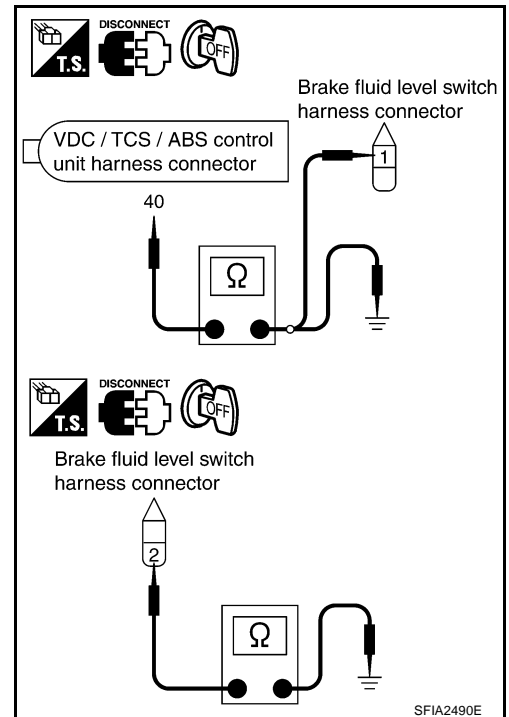 DISCONNECT
T.S.
OFF
Brake fluid level switch
harness connector
VDC / TCS / ABS control
unit harness connector
1
40
Ω
DISCONNECT
T.S.
OFF
Brake fluid level switch
harness connector
2
Ω
SFIA2490E